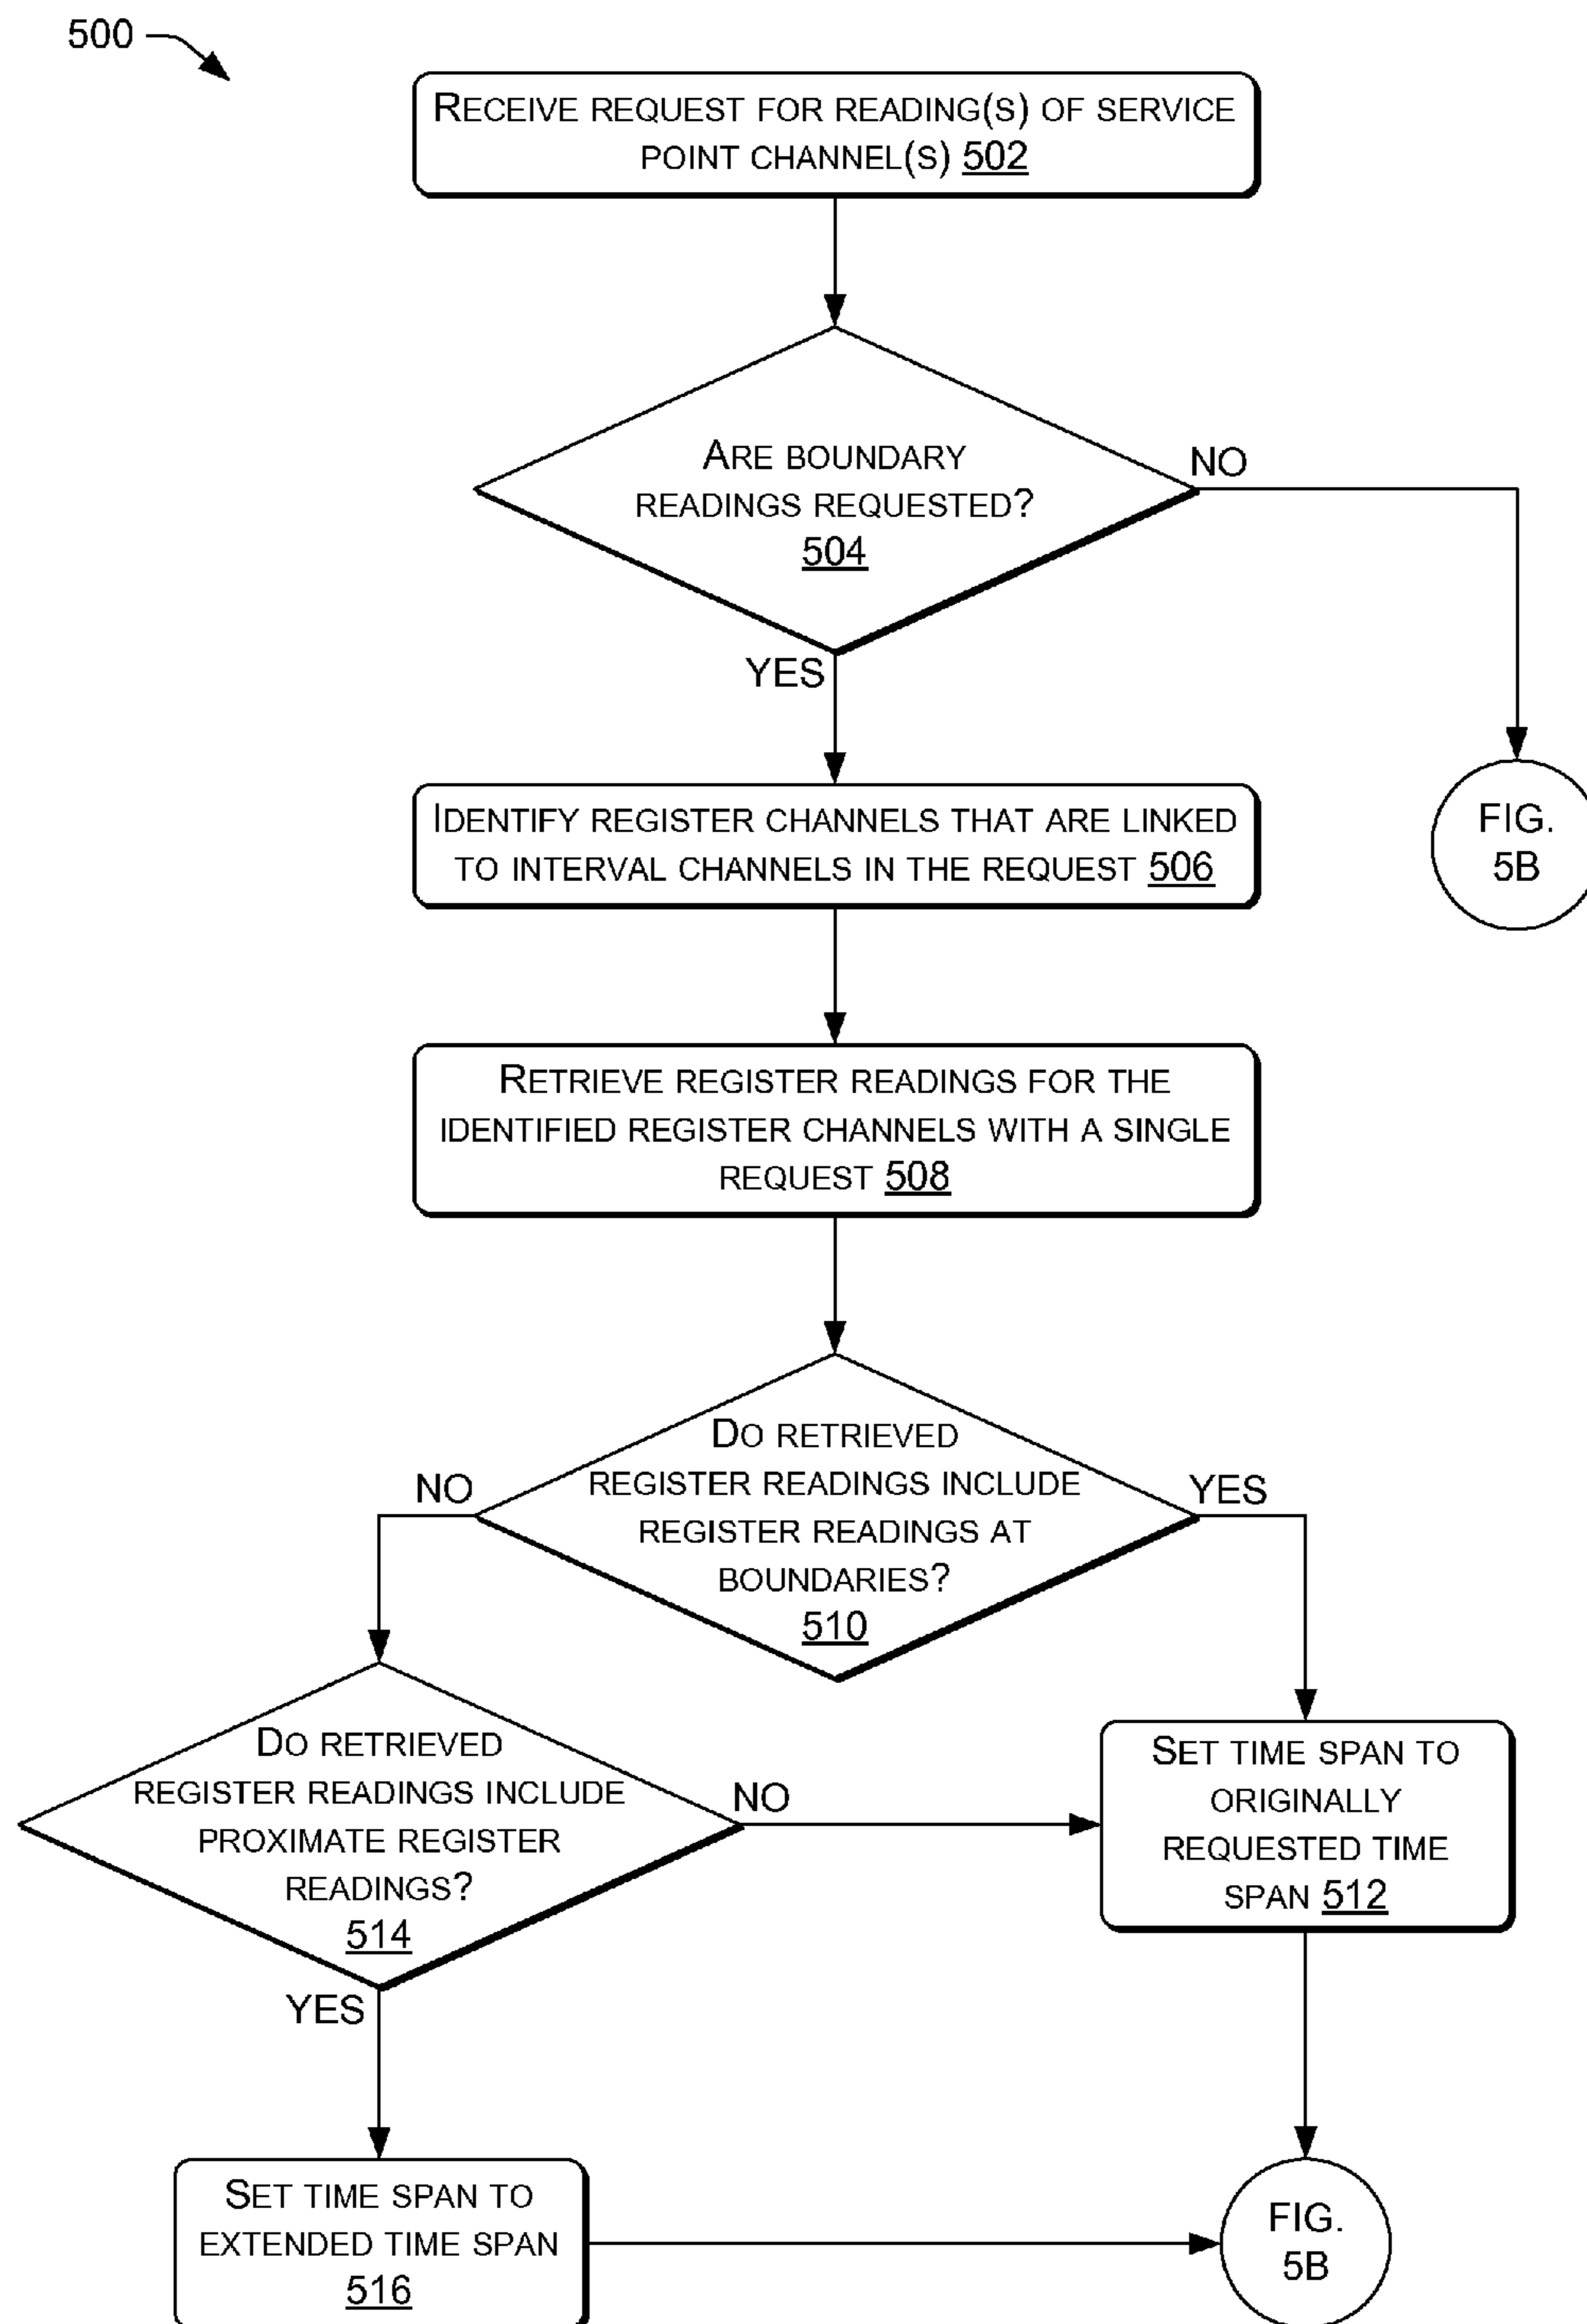 500
RECEIVE REQUEST FOR READING(S) OF SERVICE
POINT CHANNEL(S) 502
ARE BOUNDARY
READINGS REQUESTED?
504
NO
YES
IDENTIFY REGISTER CHANNELS THAT ARE LINKED
TO INTERVAL CHANNELS IN THE REQUEST 506
FIG.
5B
RETRIEVE REGISTER READINGS FOR THE
IDENTIFIED REGISTER CHANNELS WITH A SINGLE
REQUEST 508
DO RETRIEVED
REGISTER READINGS INCLUDE
REGISTER READINGS AT
BOUNDARIES?
510
NO
YES
DO RETRIEVED
REGISTER READINGS INCLUDE
PROXIMATE REGISTER
READINGS?
514
NO
YES
SET TIME SPAN TO
ORIGINALLY
REQUESTED TIME
SPAN 512
SET TIME SPAN TO
EXTENDED TIME SPAN
516
FIG.
5B